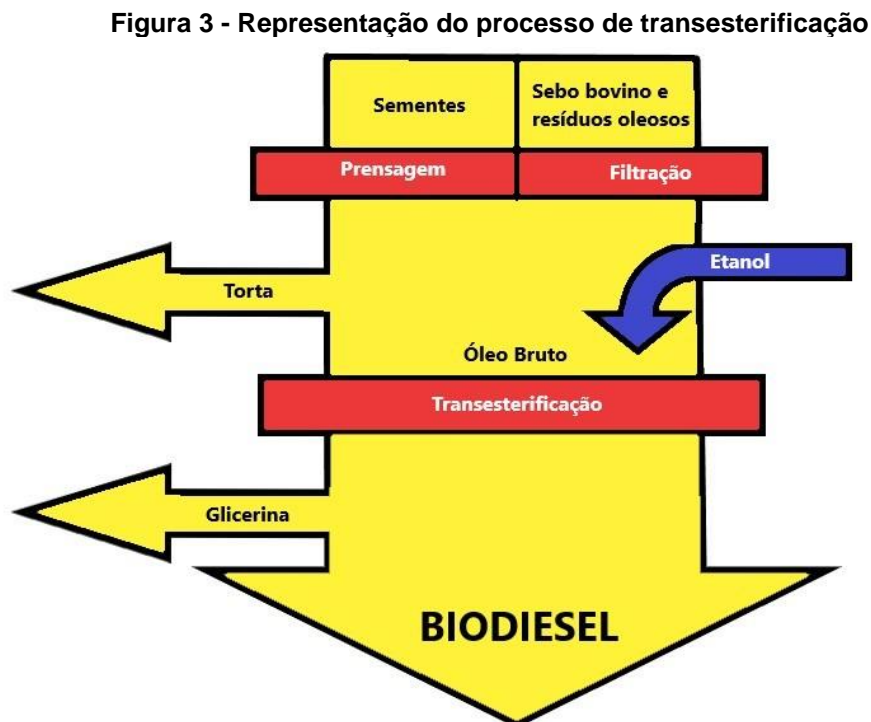 Figura 3 - Representação do processo de transesterificação
Sementes
Sebo bovino e
resíduos oleosos
Prensagem
Filtração
Etanol
Torta
Óleo Bruto
Transesterificação
Glicerina
BIODIESEL